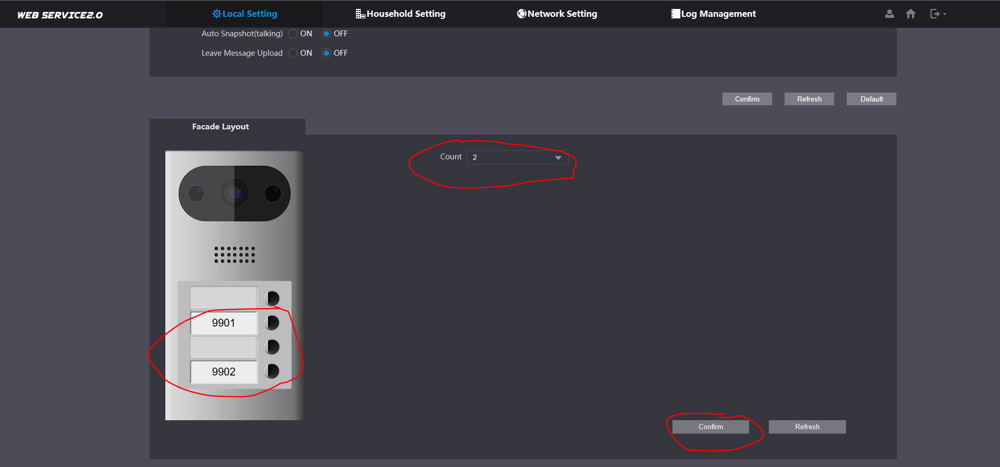 WEB SERVICE2.0 Local Setting Household Setting Network Setting Log Management
Auto Snapshot(talking) ON OFF
Leave Message Upload ON OFF
Confirm Refresh Default
Facade Layout
Count 2
9901
9902
Confirm Refresh